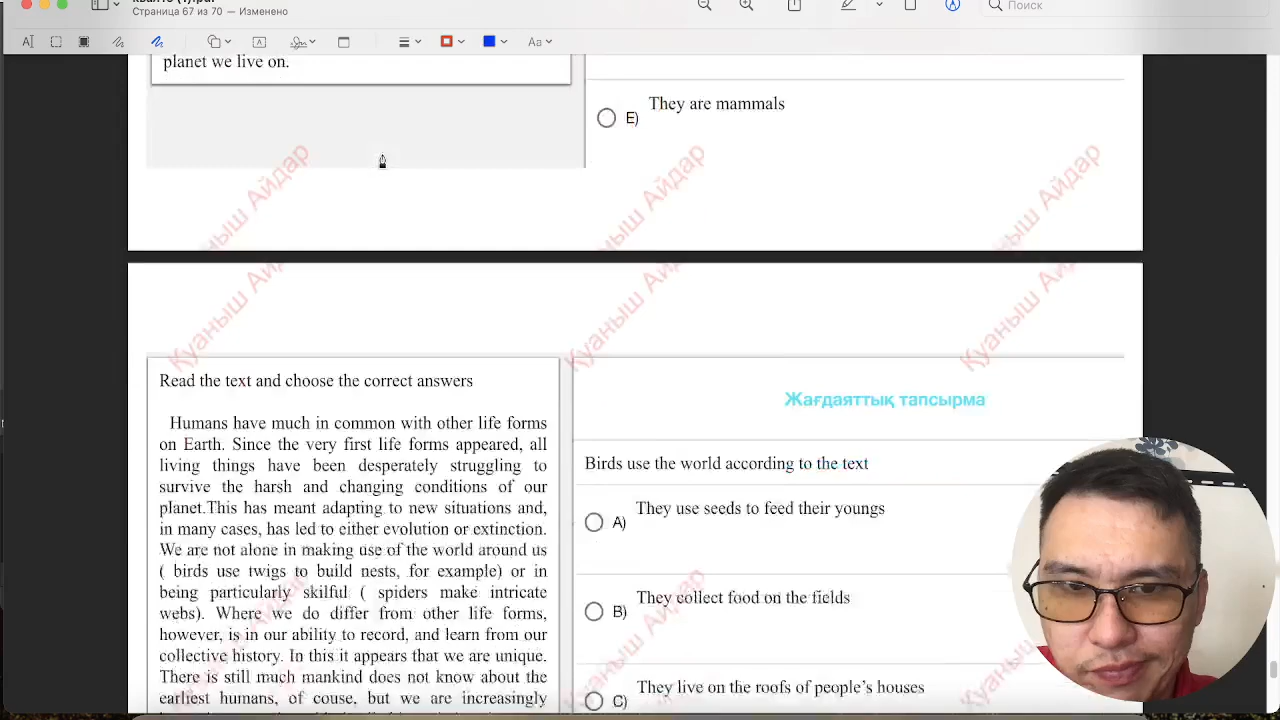 Страница 67 из 70 — Изменено
Поиск
planet we live on.
E) They are mammals
Куаныш Айдар
Куаныш Айдар
Куаныш Айдар
Read the text and choose the correct answers
Humans have much in common with other life forms
on Earth. Since the very first life forms appeared, all
living things have been desperately struggling to
survive the harsh and changing conditions of our
planet.This has meant adapting to new situations and,
in many cases, has led to either evolution or extinction.
We are not alone in making use of the world around us
( birds use twigs to build nests, for example) or in
being particularly skilful ( spiders make intricate
webs). Where we do differ from other life forms,
however, is in our ability to record, and learn from our
collective history. In this it appears that we are unique.
There is still much mankind does not know about the
earliest humans, of couse, but we are increasingly
Жағдаяттық тапсырма
Birds use the world according to the text
A) They use seeds to feed their youngs
B) They collect food on the fields
C) They live on the roofs of people’s houses